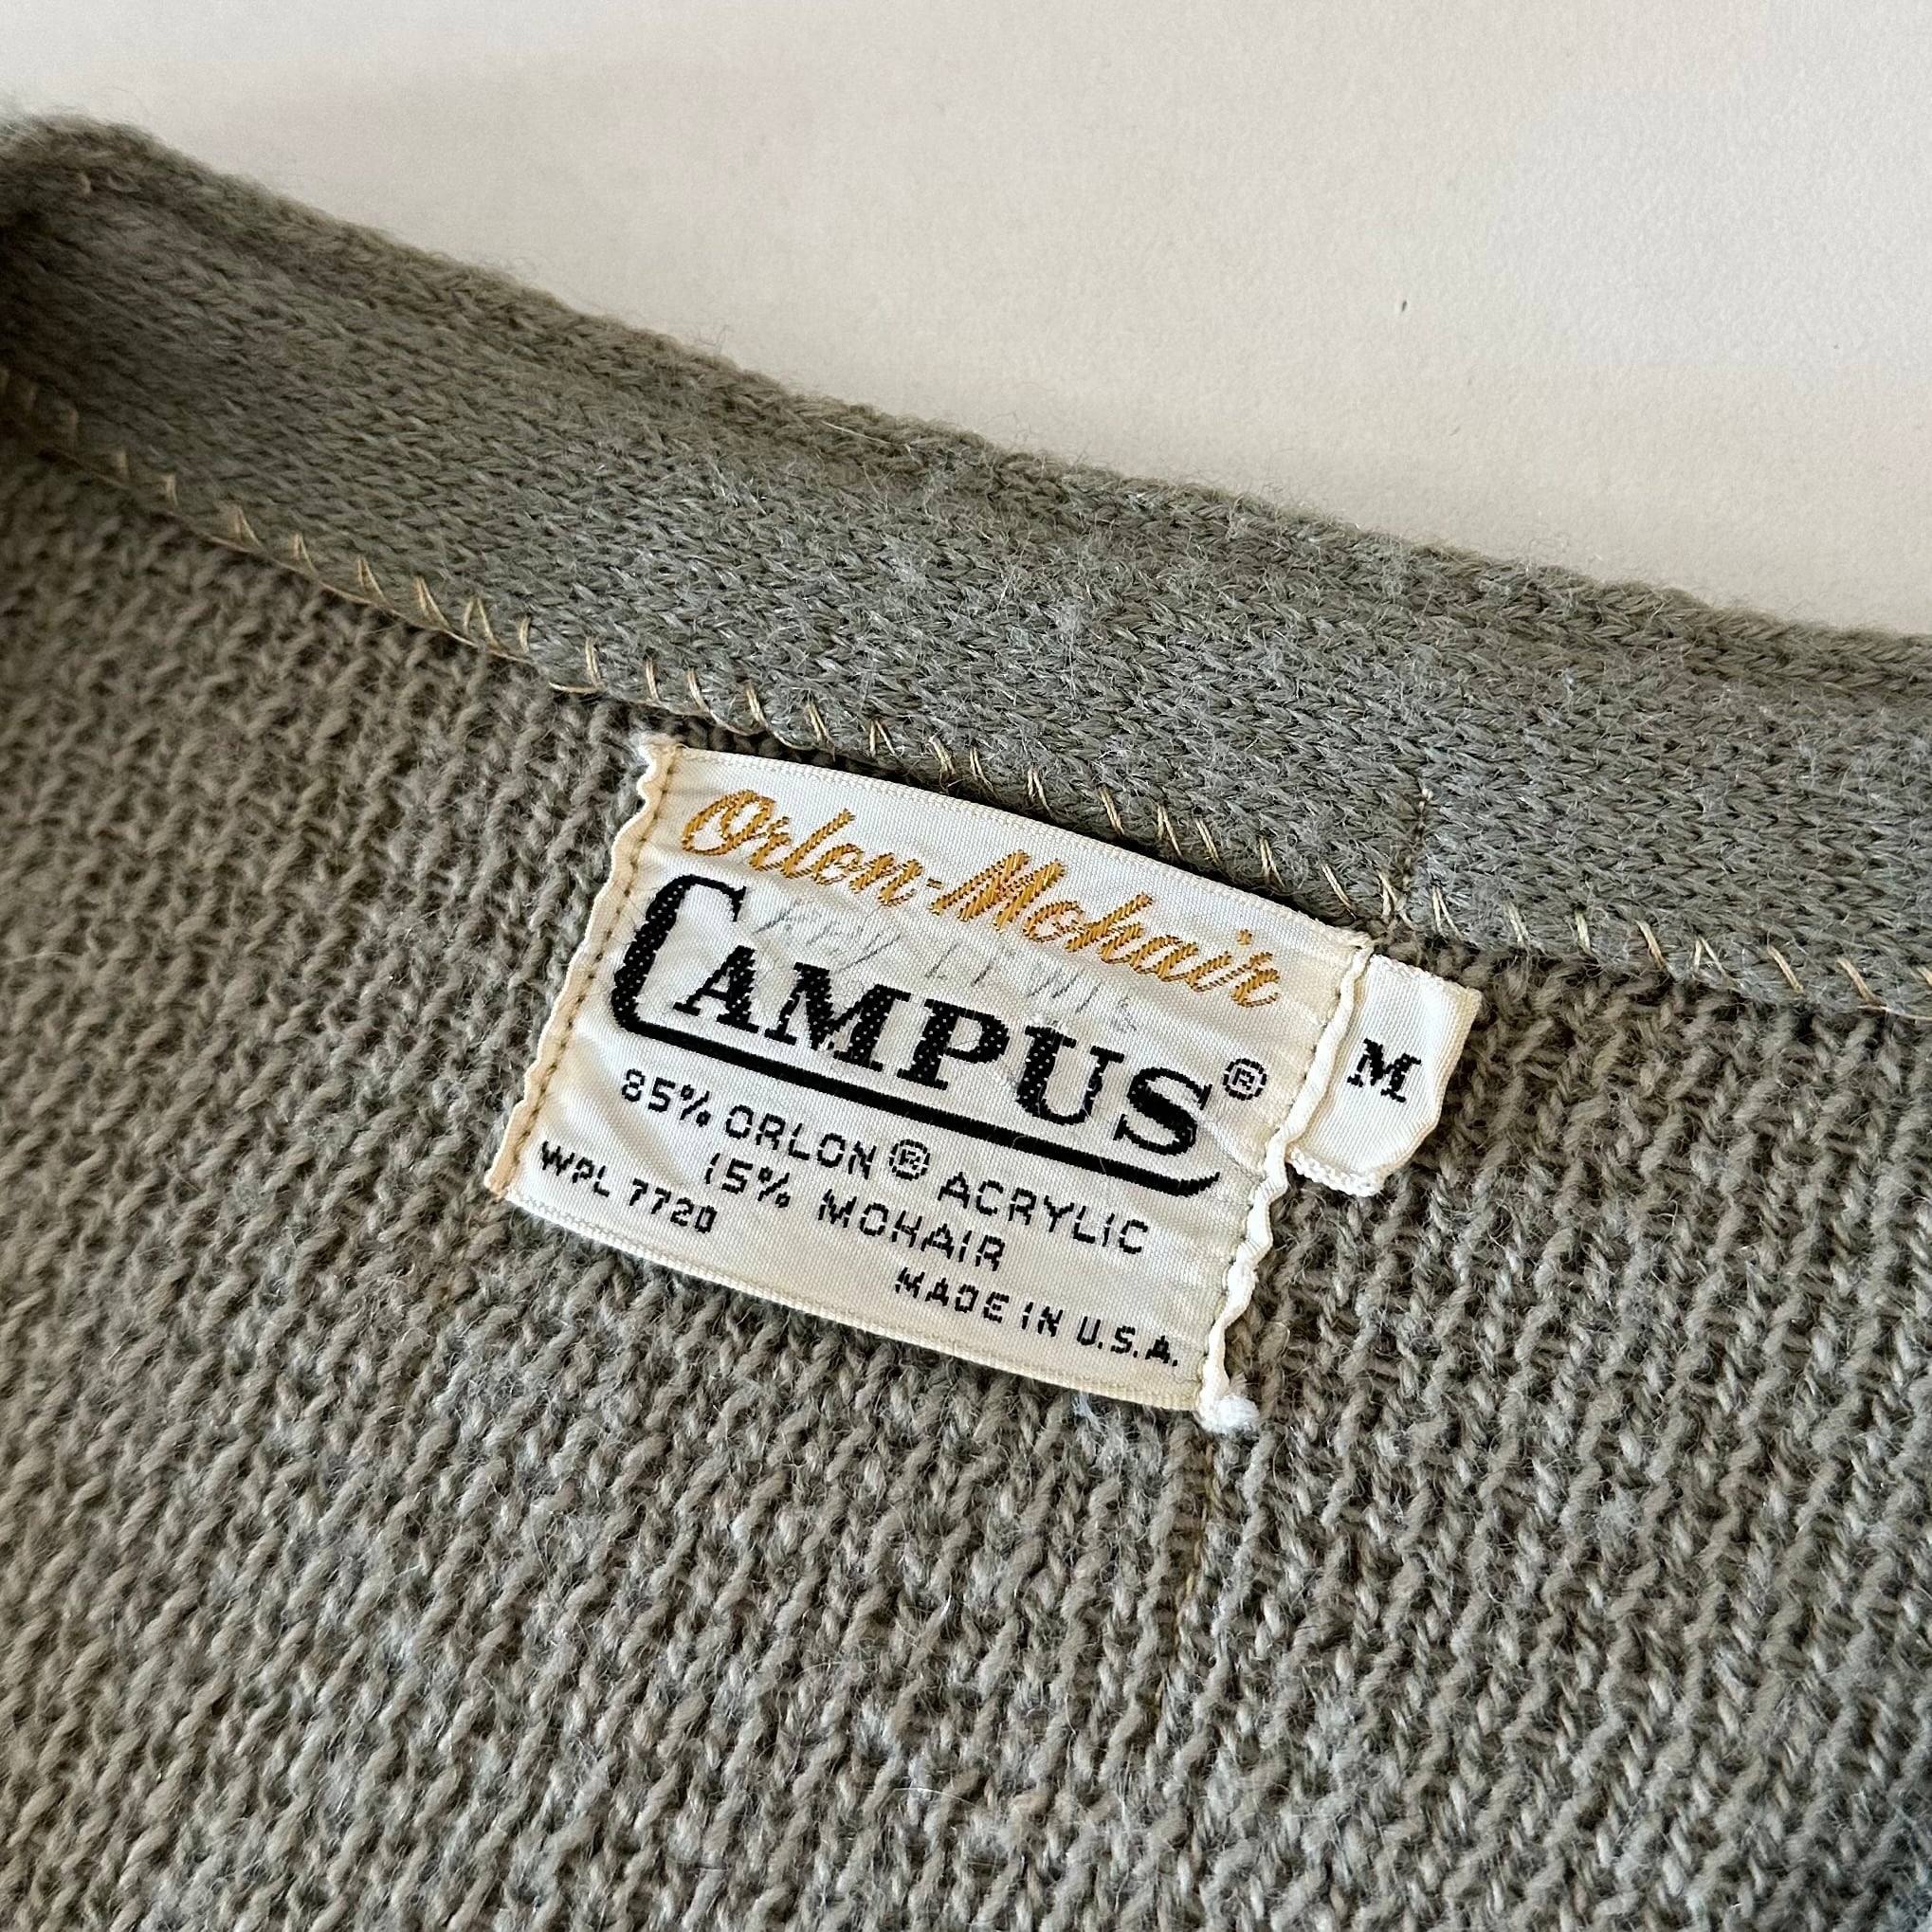 Orlon-Mohair
CAMPUS®
M
85% ORLON® ACRYLIC
15% MOHAIR
WPL 7720
MADE IN U.S.A.